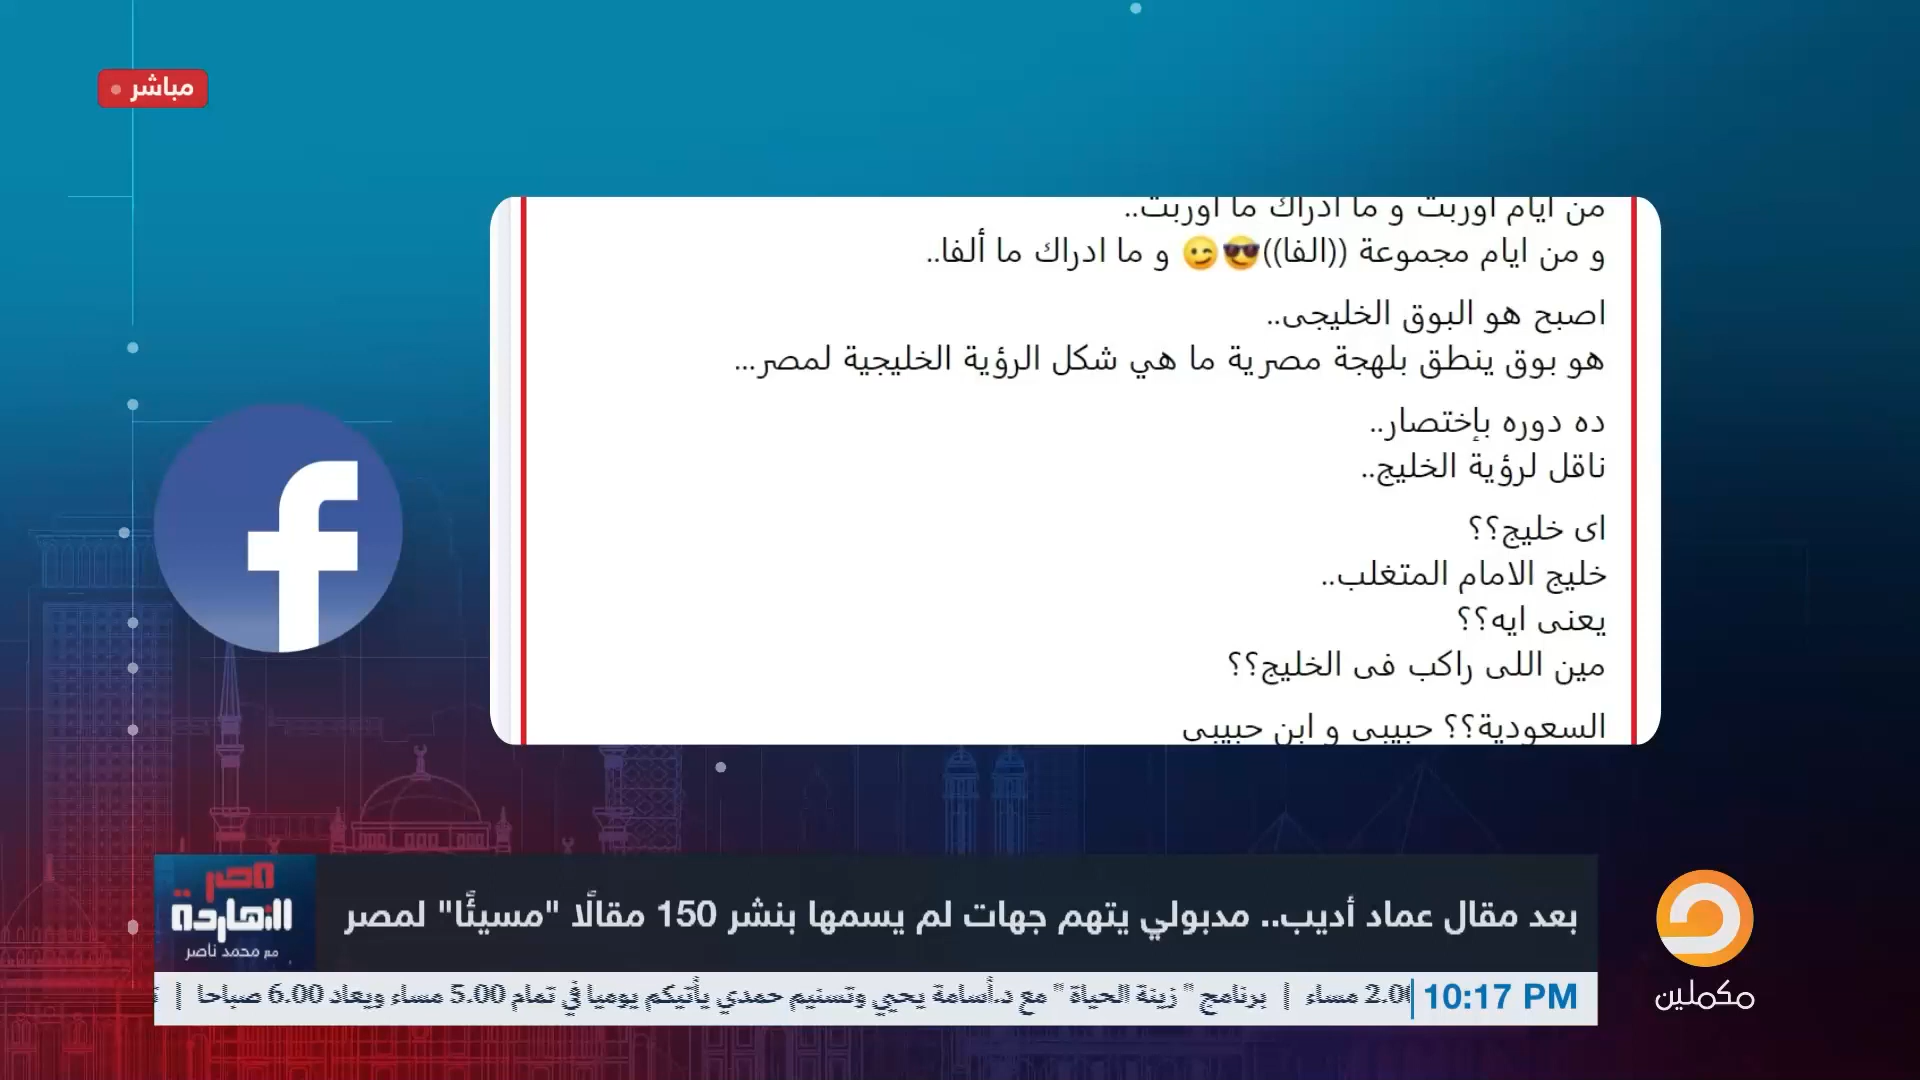 مباشر
من ايام اوربت و ما ادراك ما اوربت..
و من ايام مجموعة ((الفا))😎😉 و ما ادراك ما ألفا..
اصبح هو البوق الخليجى..
هو بوق ينطق بلهجة مصرية ما هي شكل الرؤية الخليجية لمصر...
ده دوره بإختصار..
ناقل لرؤية الخليج..
اى خليج؟؟
خليج الامام المتغلب..
يعنى ايه؟؟
مين اللى راكب فى الخليج؟؟
السعودية؟؟ حبيبى و ابن حبيبى
مصر
النهاردة
مع محمد ناصر
بعد مقال عماد أديب.. مدبولي يتهم جهات لم يسمها بنشر 150 مقالًا "مسيئًا" لمصر
مكملين
10:17 PM
2.00 مساء | برنامج " زينة الحياة " مع د.أسامة يحيي وتسنيم حمدي يأتيكم يوميا في تمام 5.00 مساء ويعاد 6.00 صباحا |